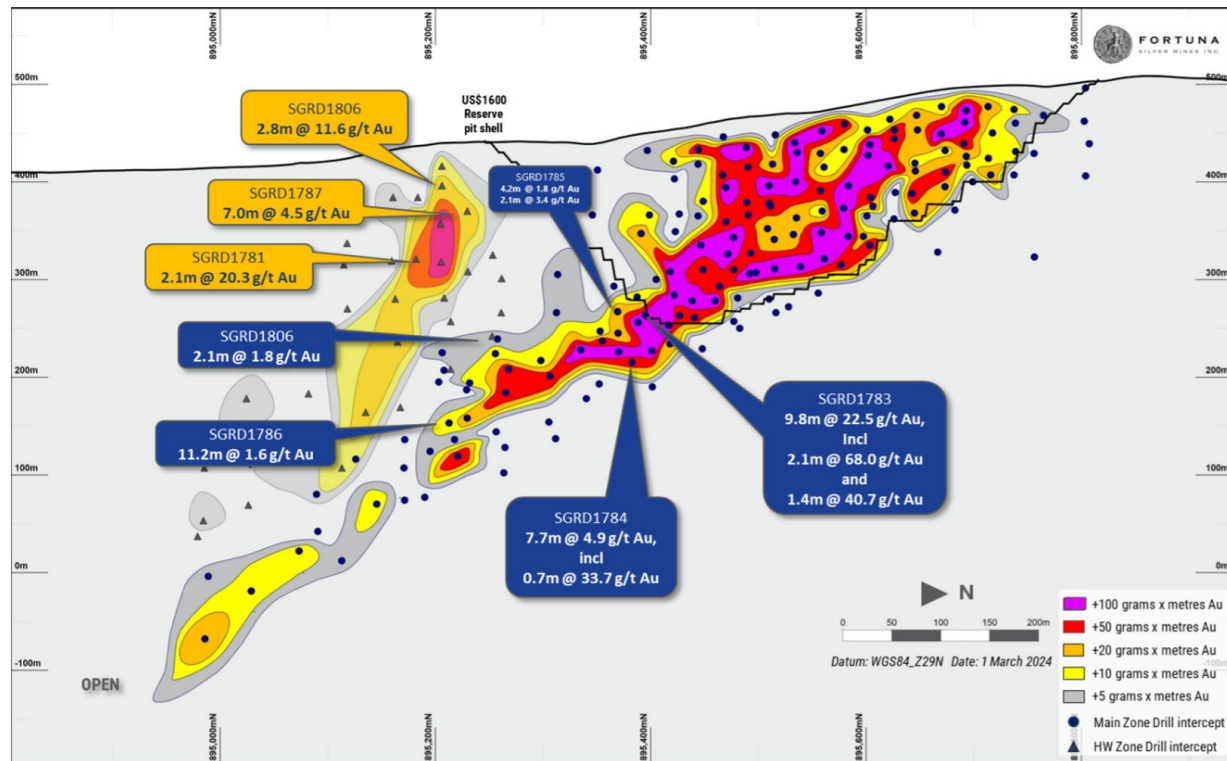 895,000mN
895,200mN
895,400mN
895,600mN
895,800mN
FORTUNA
SILVER MINES INC.
500m
500m
US$1600
Reserve
pit shell
SGRD1806
2.8m @ 11.6 g/t Au
SGRD1785
4.2m @ 1.8 g/t Au
2.1m @ 3.4 g/t Au
400m
400m
SGRD1787
7.0m @ 4.5 g/t Au
SGRD1781
2.1m @ 20.3 g/t Au
300m
300m
SGRD1806
2.1m @ 1.8 g/t Au
200m
200m
SGRD1783
9.8m @ 22.5 g/t Au,
Incl
2.1m @ 68.0 g/t Au
and
1.4m @ 40.7 g/t Au
SGRD1786
11.2m @ 1.6 g/t Au
100m
100m
SGRD1784
7.7m @ 4.9 g/t Au,
incl
0.7m @ 33.7 g/t Au
0m
0m
N
0 50 100 150 200m
Datum: WGS84_Z29N Date: 1 March 2024
+100 grams x metres Au
+50 grams x metres Au
+20 grams x metres Au
+10 grams x metres Au
+5 grams x metres Au
Main Zone Drill intercept
HW Zone Drill intercept
-100m
-100m
OPEN
895,000mN
895,200mN
895,400mN
895,600mN